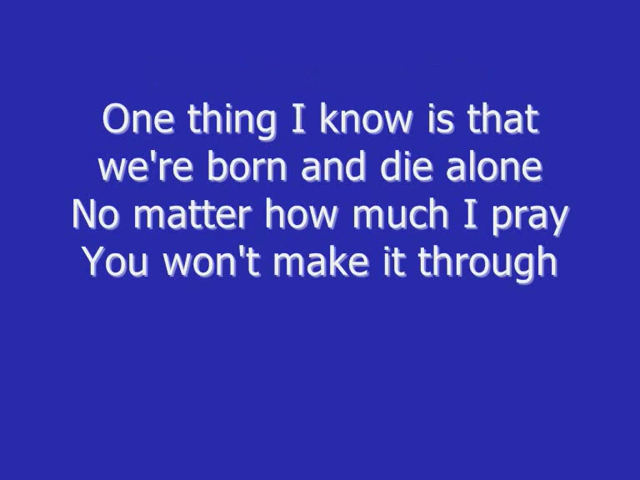 One thing I know is that
we're born and die alone
No matter how much I pray
You won't make it through